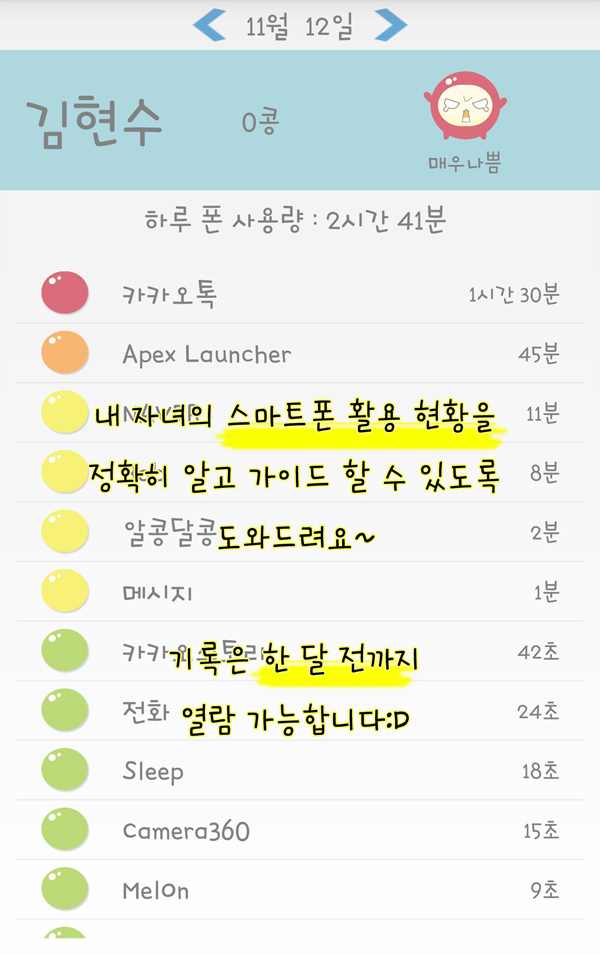 11월 12일
김현수
0콩
매우나쁨
하루 폰 사용량 : 2시간 41분
카카오톡 1시간 30분
Apex Launcher 45분
11분
내 자녀의 스마트폰 활용 현황을
8분
정확히 알고 가이드 할 수 있도록
알콩달콩 2분
도와드려요~
메시지 1분
카카오스토리 42초
기록은 한 달 전까지
전화 24초
열람 가능합니다:D
Sleep 18초
Camera360 15초
Melon 9초